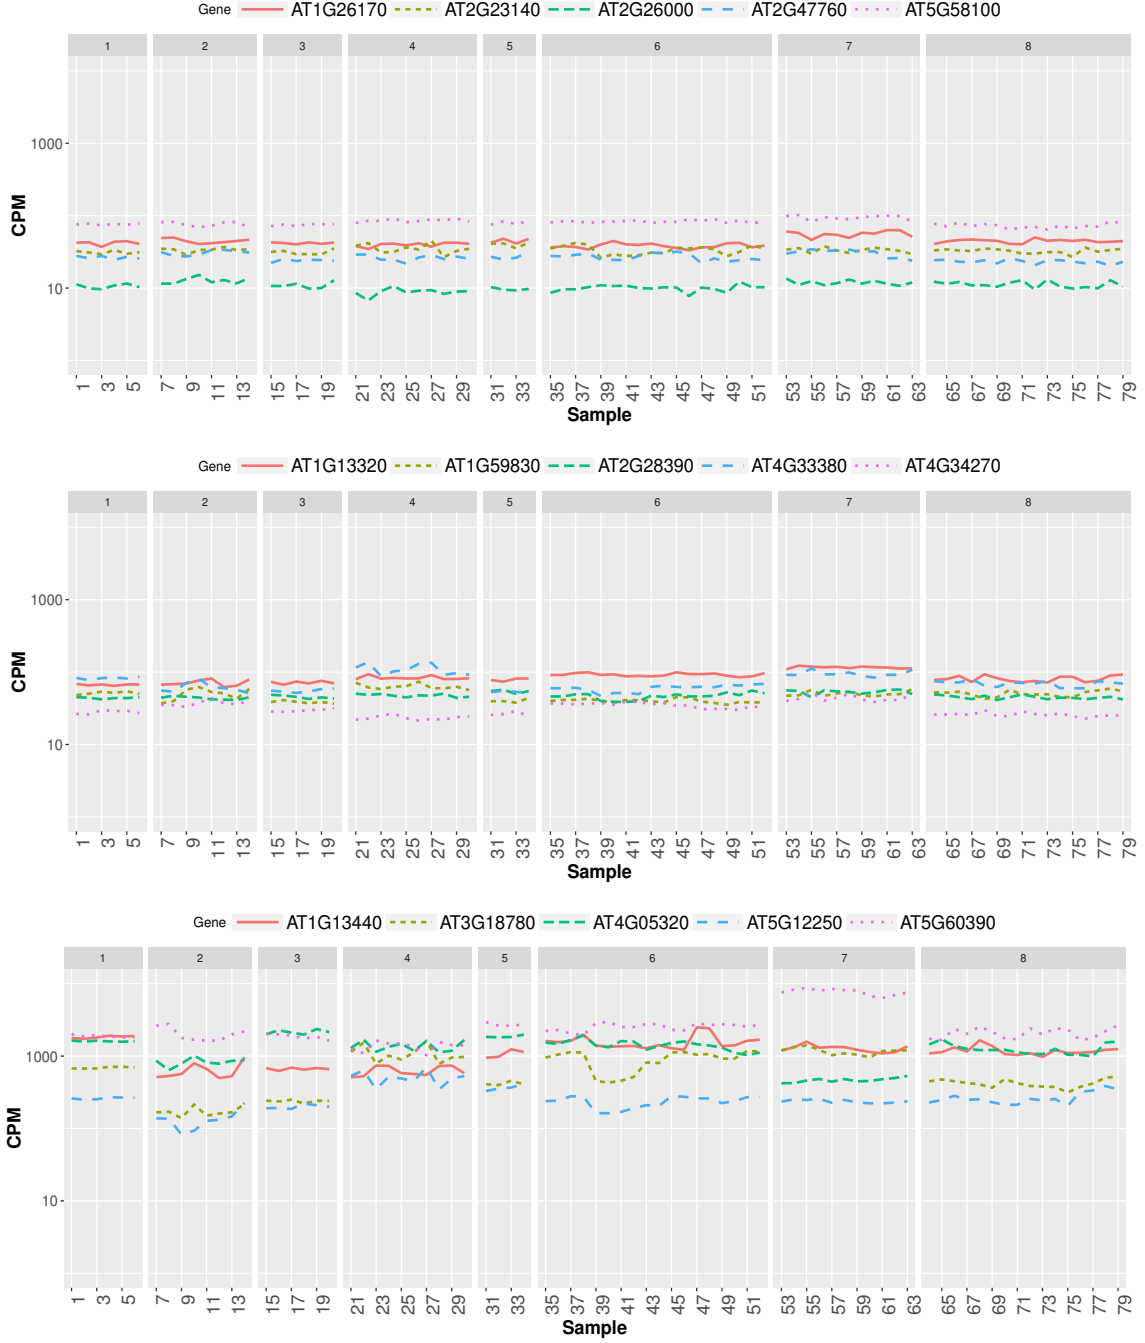 Gene AT1G26170 AT2G23140 AT2G26000 AT2G47760 AT5G58100
1 2 3 4 5 6 7 8
1000
10
CPM
1 3 5 7 9 11 13 15 17 19 21 23 25 27 29 31 33 35 37 39 41 43 45 47 49 51 53 55 57 59 61 63 65 67 69 71 73 75 77 79
Sample
Gene AT1G13320 AT1G59830 AT2G28390 AT4G33380 AT4G34270
1 2 3 4 5 6 7 8
1000
10
CPM
1 3 5 7 9 11 13 15 17 19 21 23 25 27 29 31 33 35 37 39 41 43 45 47 49 51 53 55 57 59 61 63 65 67 69 71 73 75 77 79
Sample
Gene AT1G13440 AT3G18780 AT4G05320 AT5G12250 AT5G60390
1 2 3 4 5 6 7 8
1000
10
CPM
1 3 5 7 9 11 13 15 17 19 21 23 25 27 29 31 33 35 37 39 41 43 45 47 49 51 53 55 57 59 61 63 65 67 69 71 73 75 77 79
Sample